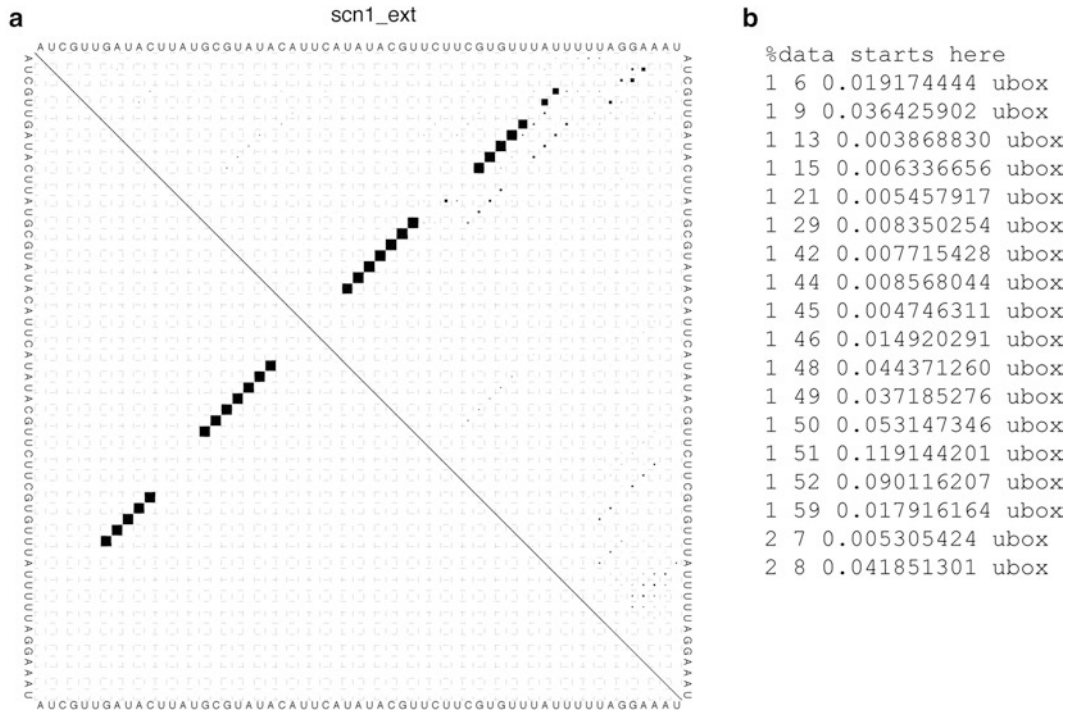 a
scn1_ext
b
A U C G U U G A U A C U U A U G C G U A U A C A U U C A U A U A C G U U C U U C G U G U U U A U U U U U A G G A A A U
A U C G U U G A U A C U U A U G C G U A U A C A U U C A U A U A C G U U C U U C G U G U U U A U U U U U A G G A A A U
A U C G U U G A U A C U U A U G C G U A U A C A U U C A U A U A C G U U C U U C G U G U U U A U U U U U A G G A A A U
A U C G U U G A U A C U U A U G C G U A U A C A U U C A U A U A C G U U C U U C G U G U U U A U U U U U A G G A A A U
%data starts here
1 6 0.019174444 ubox
1 9 0.036425902 ubox
1 13 0.003868830 ubox
1 15 0.006336656 ubox
1 21 0.005457917 ubox
1 29 0.008350254 ubox
1 42 0.007715428 ubox
1 44 0.008568044 ubox
1 45 0.004746311 ubox
1 46 0.014920291 ubox
1 48 0.044371260 ubox
1 49 0.037185276 ubox
1 50 0.053147346 ubox
1 51 0.119144201 ubox
1 52 0.090116207 ubox
1 59 0.017916164 ubox
2 7 0.005305424 ubox
2 8 0.041851301 ubox